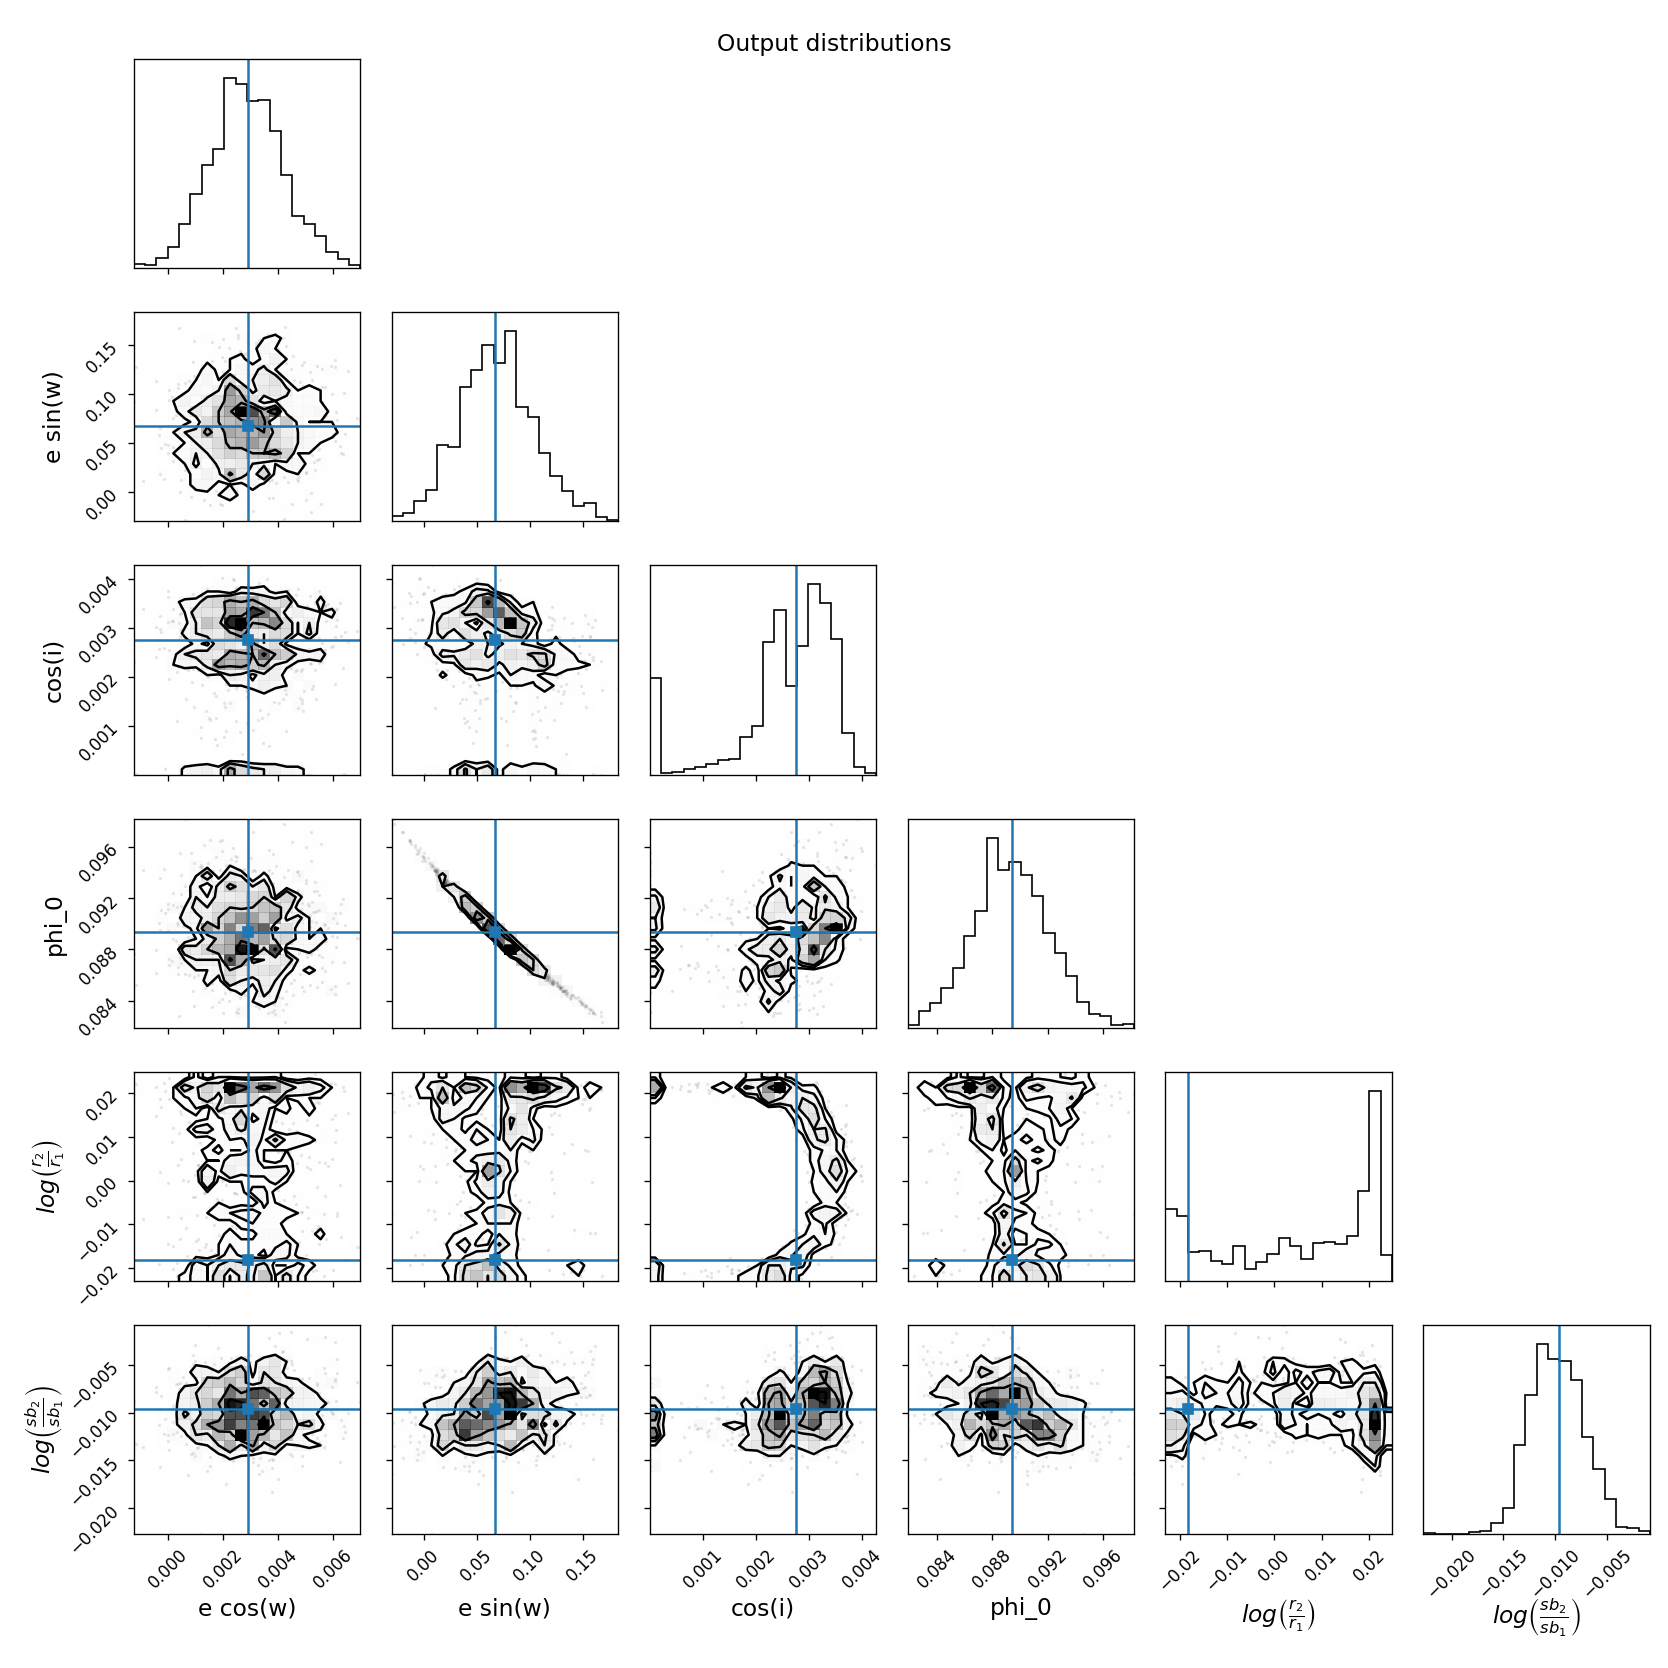 Output distributions
e sin(w)
0.15
0.10
0.05
0.00
cos(i)
0.004
0.003
0.002
0.001
phi_0
0.096
0.092
0.088
0.084
log(r₂/r₁)
0.02
0.01
0.00
−0.01
−0.02
log(sb₂/sb₁)
−0.005
−0.010
−0.015
−0.020
0.000 0.002 0.004 0.006
e cos(w)
0.00 0.05 0.10 0.15
e sin(w)
0.001 0.002 0.003 0.004
cos(i)
0.084 0.088 0.092 0.096
phi_0
−0.02 −0.01 0.00 0.01 0.02
log(r₂/r₁)
−0.020 −0.015 −0.010 −0.005
log(sb₂/sb₁)